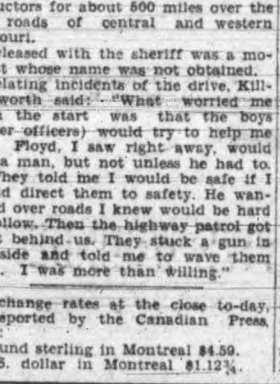 uctors for about 500 miles over the
roads of central and western
ouri.
eleased with the sheriff was a mo-
t whose name was not obtained.
elating incidents of the drive, Kill-
worth said: "What worried me
the start was that the boys
er officers) would try to help me
Floyd, I saw right away, would
a man, but not unless he had to.
They told me I would be safe if I
ld direct them to safety. He wan-
d over roads I knew would be hard
ollow. Then the highway patrol got
t behind us. They stuck a gun in
side and told me to wave them
. I was more than willing."
change rates at the close to-day,
eported by the Canadian Press
:
und sterling in Montreal $4.59.
S. dollar in Montreal $1.12¾.